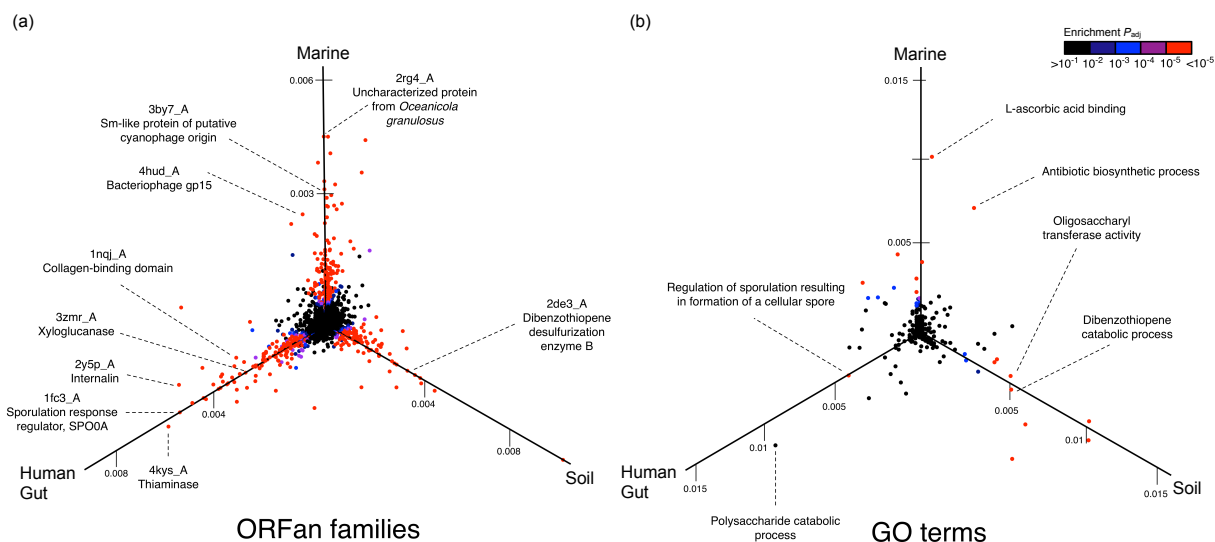 (a)
Marine
0.006
2rg4_A
Uncharacterized protein
from Oceanicola
granulosus
3by7_A
Sm-like protein of putative
cyanophage origin
4hud_A
Bacteriophage gp15
0.003
1nqj_A
Collagen-binding domain
3zmr_A
Xyloglucanase
2y5p_A
Internalin
1fc3_A
Sporulation response
regulator, SPO0A
2de3_A
Dibenzothiopene
desulfurization
enzyme B
0.004
0.004
0.008
0.008
Human
Gut
4kys_A
Thiaminase
Soil
ORFan families
(b)
Enrichment Padj
>10-1 10-2 10-3 10-4 10-5 <10-5
Marine
0.015
L-ascorbic acid binding
Antibiotic biosynthetic process
Oligosaccharyl
transferase activity
0.005
Regulation of sporulation resulting
in formation of a cellular spore
Dibenzothiopene
catabolic process
0.005
0.005
0.01
0.01
Human
Gut
0.015
0.015
Soil
Polysaccharide catabolic
process
GO terms